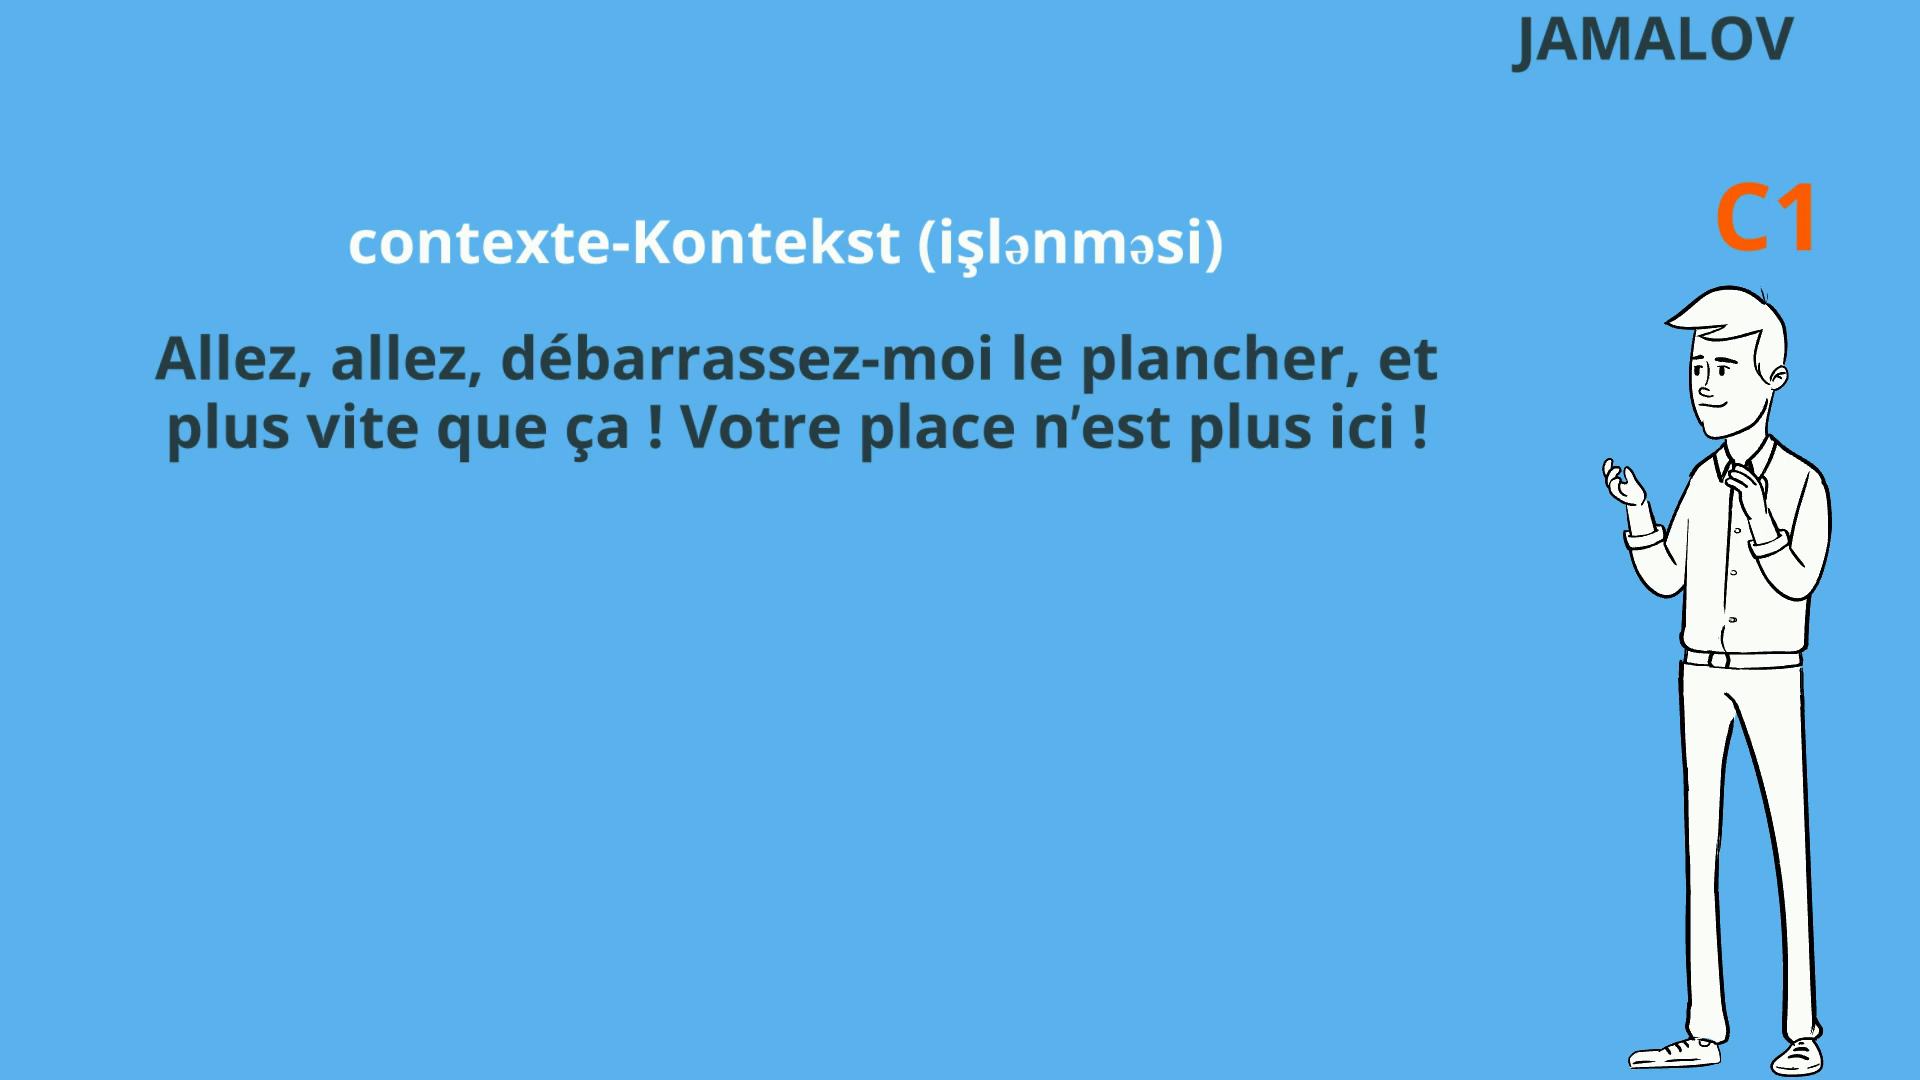 JAMALOV
C1
contexte-Kontekst (işlənməsi)
Allez, allez, débarrassez-moi le plancher, et
plus vite que ça ! Votre place n’est plus ici !